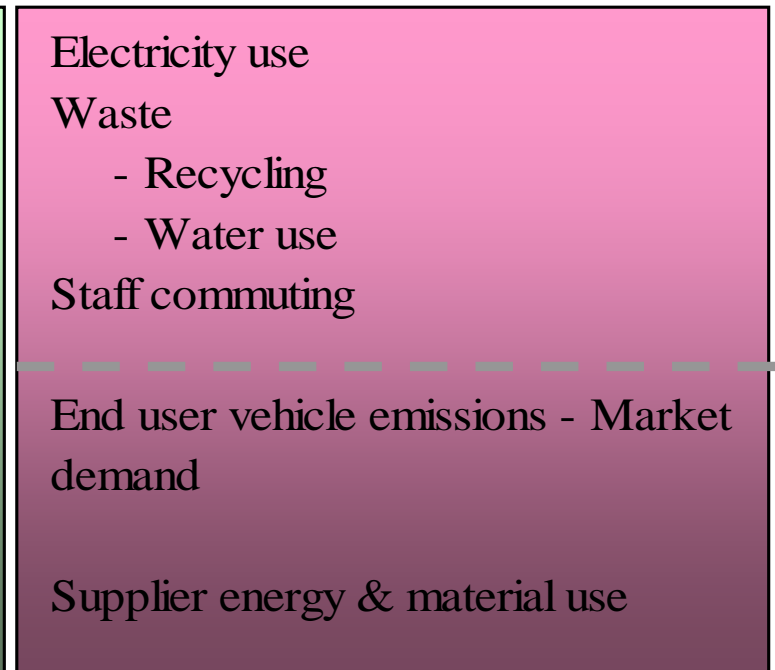 Electricity use
Waste
- Recycling
- Water use
Staff commuting
End user vehicle emissions - Market
demand
Supplier energy & material use